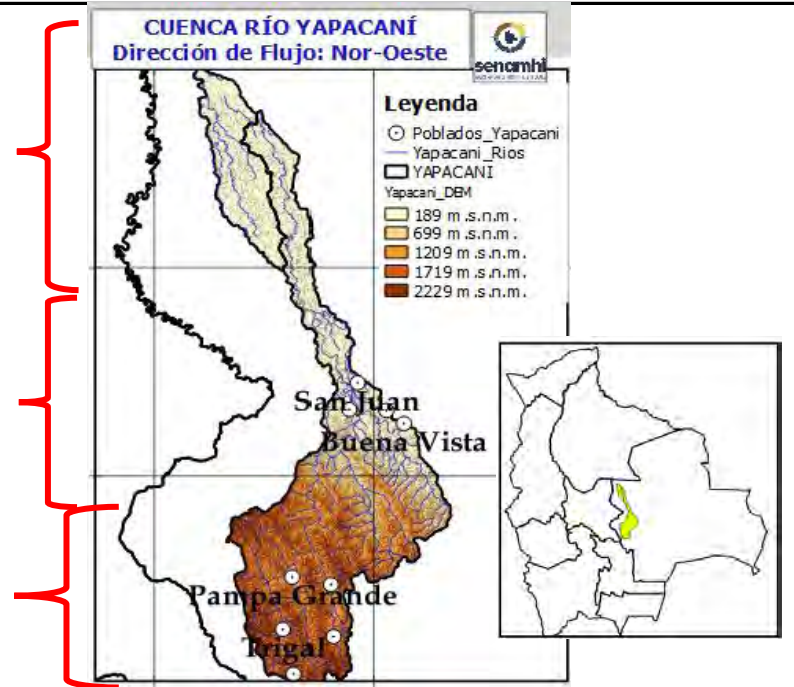 CUENCA RÍO YAPACANÍ
Dirección de Flujo: Nor-Oeste
senamhi
Leyenda
Poblados_Yapacani
Yapacani_Rios
YAPACANI
Yapacani_DEM
189 m.s.n.m.
699 m.s.n.m.
1209 m.s.n.m.
1719 m.s.n.m.
2229 m.s.n.m.
San Juan
Buena Vista
Pampa Grande
Trigal